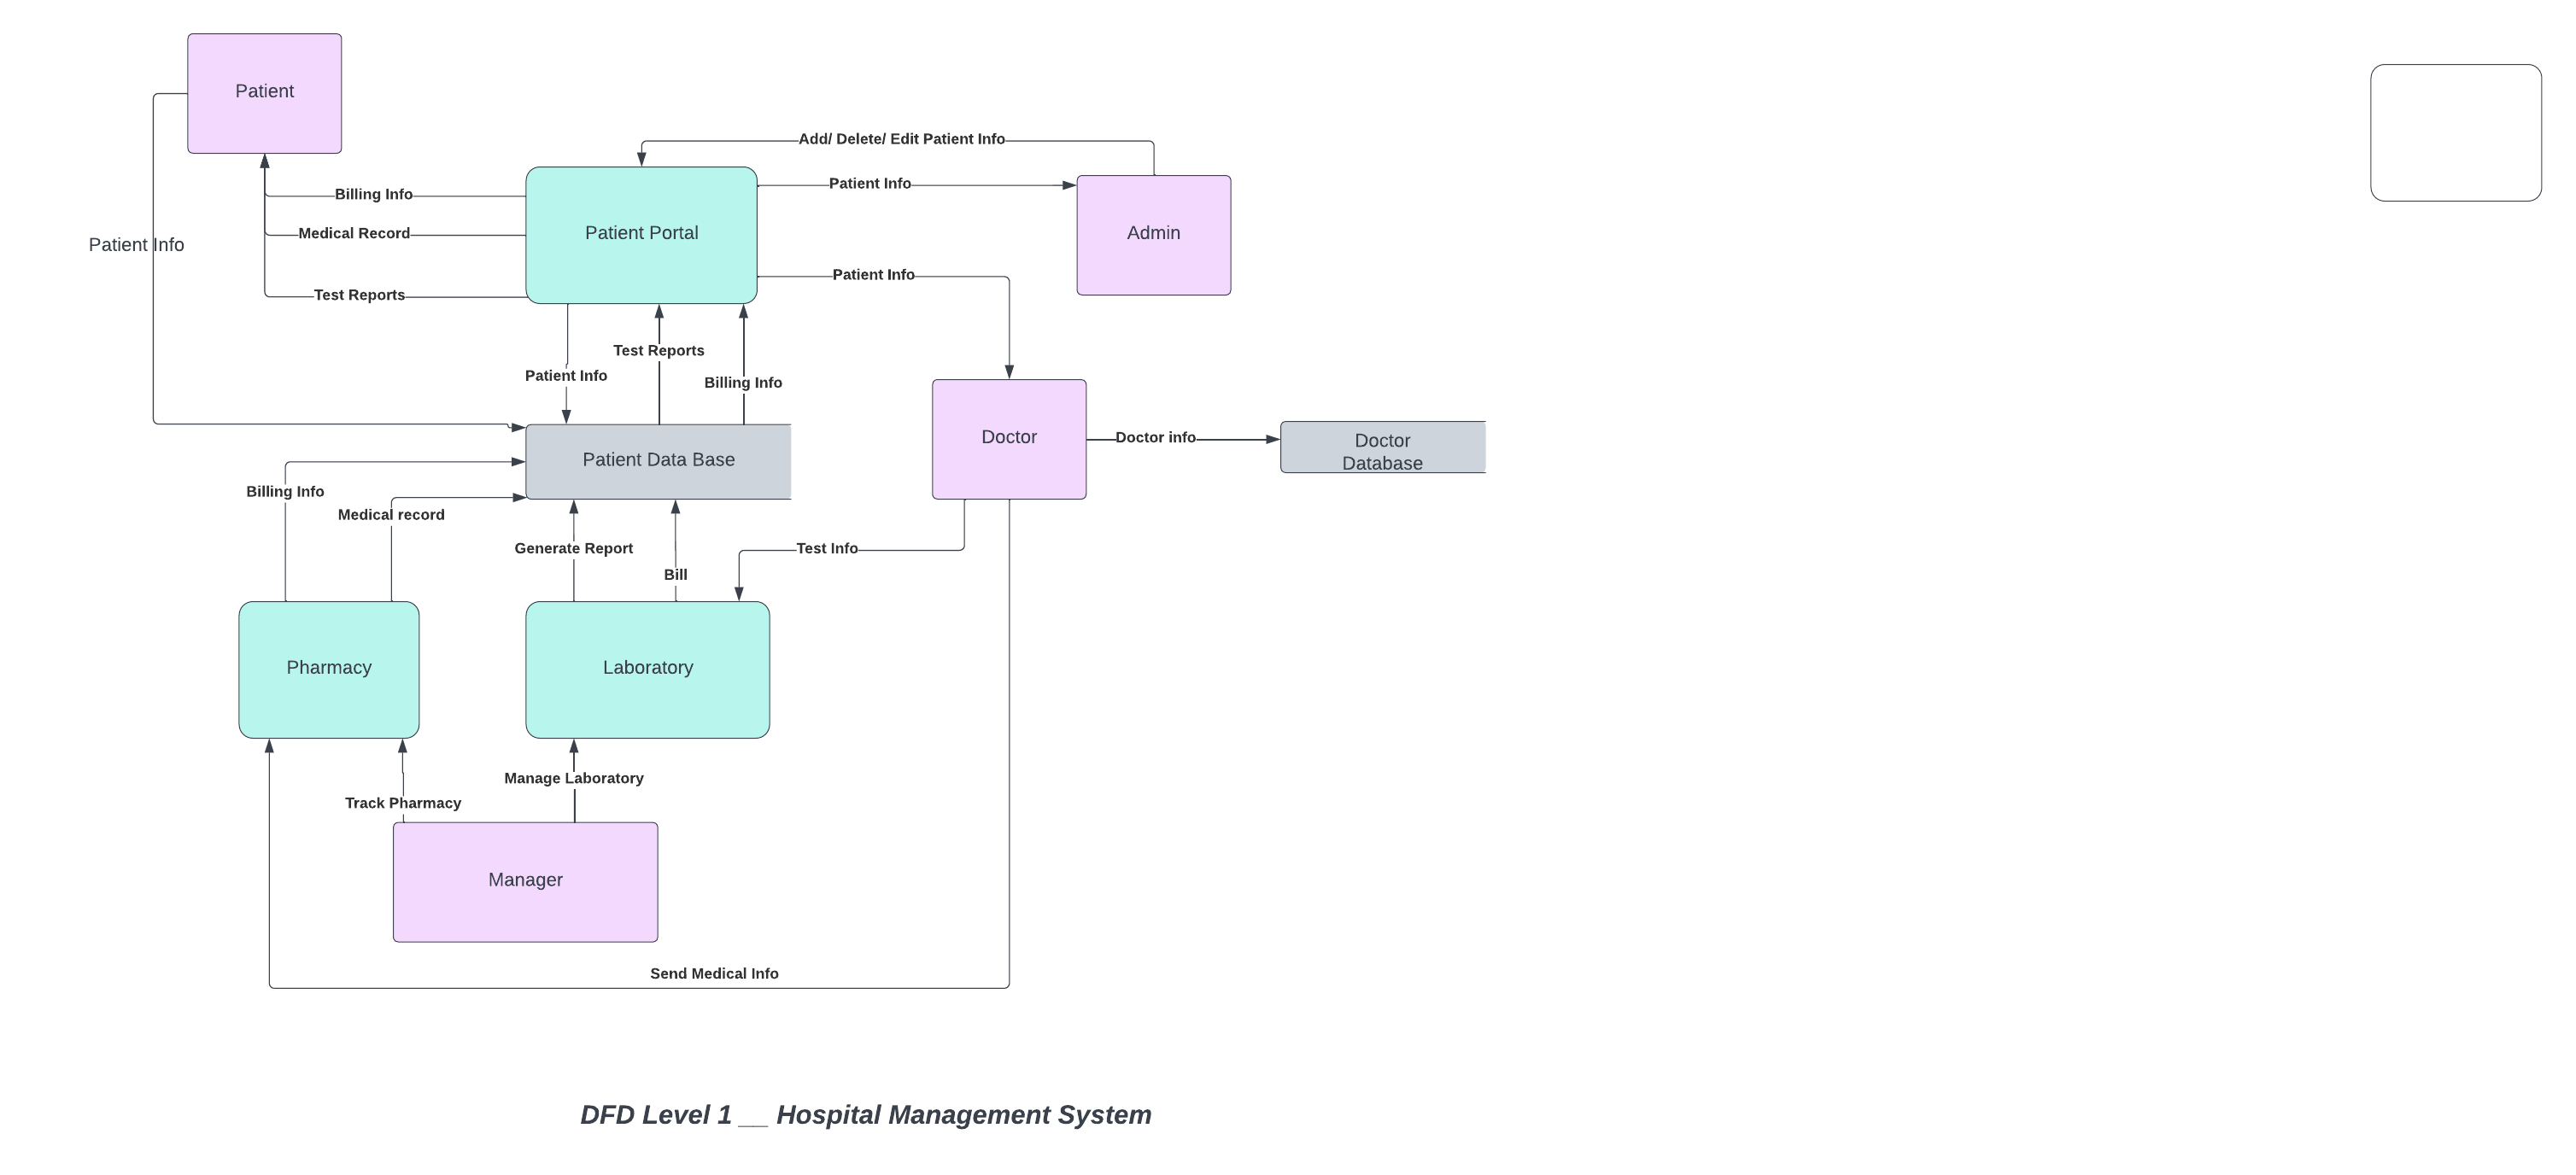 Patient
Add/ Delete/ Edit Patient Info
Billing Info
Patient Info
Medical Record
Patient Portal
Admin
Patient Info
Patient Info
Test Reports
Test Reports
Patient Info
Billing Info
Doctor
Doctor info
Doctor
Database
Patient Data Base
Billing Info
Medical record
Generate Report
Test Info
Bill
Pharmacy
Laboratory
Manage Laboratory
Track Pharmacy
Manager
Send Medical Info
DFD Level 1 __ Hospital Management System